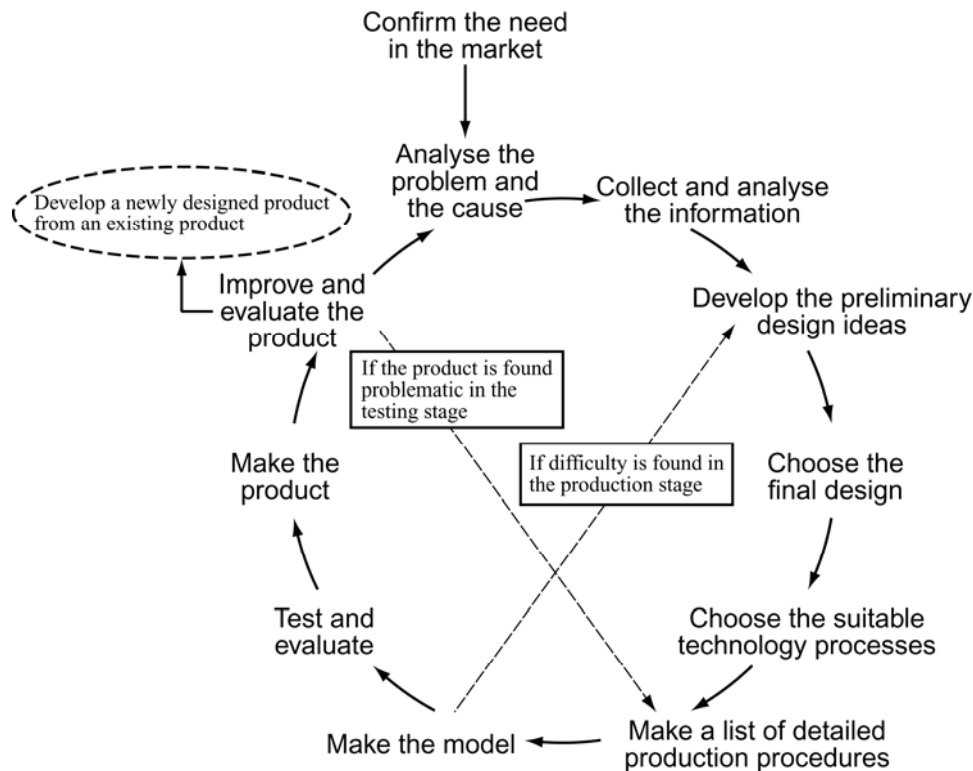 Confirm the need
in the market
Analyse the
problem and
the cause
Collect and analyse
the information
Develop a newly designed product
from an existing product
Improve and
evaluate the
product
Develop the preliminary
design ideas
If the product is found
problematic in the
testing stage
If difficulty is found in
the production stage
Make the
product
Choose the
final design
Test and
evaluate
Choose the suitable
technology processes
Make the model
Make a list of detailed
production procedures